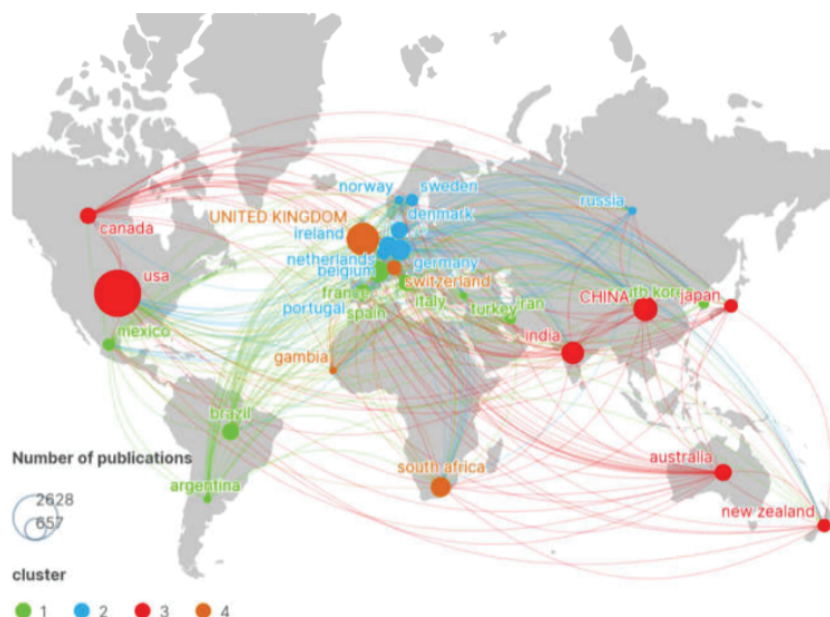 norway
sweden
UNITED KINGDOM
denmark
ireland
russia
canada
netherlands
germany
belgium
switzerland
usa
france
italy
turkey
iran
CHINA
japan
portugal
spain
mexico
india
gambia
brazil
south africa
australia
argentina
new zealand
Number of publications
2628
657
cluster
1 2 3 4